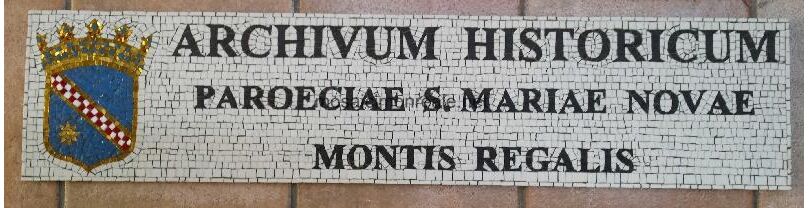 ARCHIVUM HISTORICUM
PAROECIAE S. MARIAE NOVAE
MONTIS REGALIS